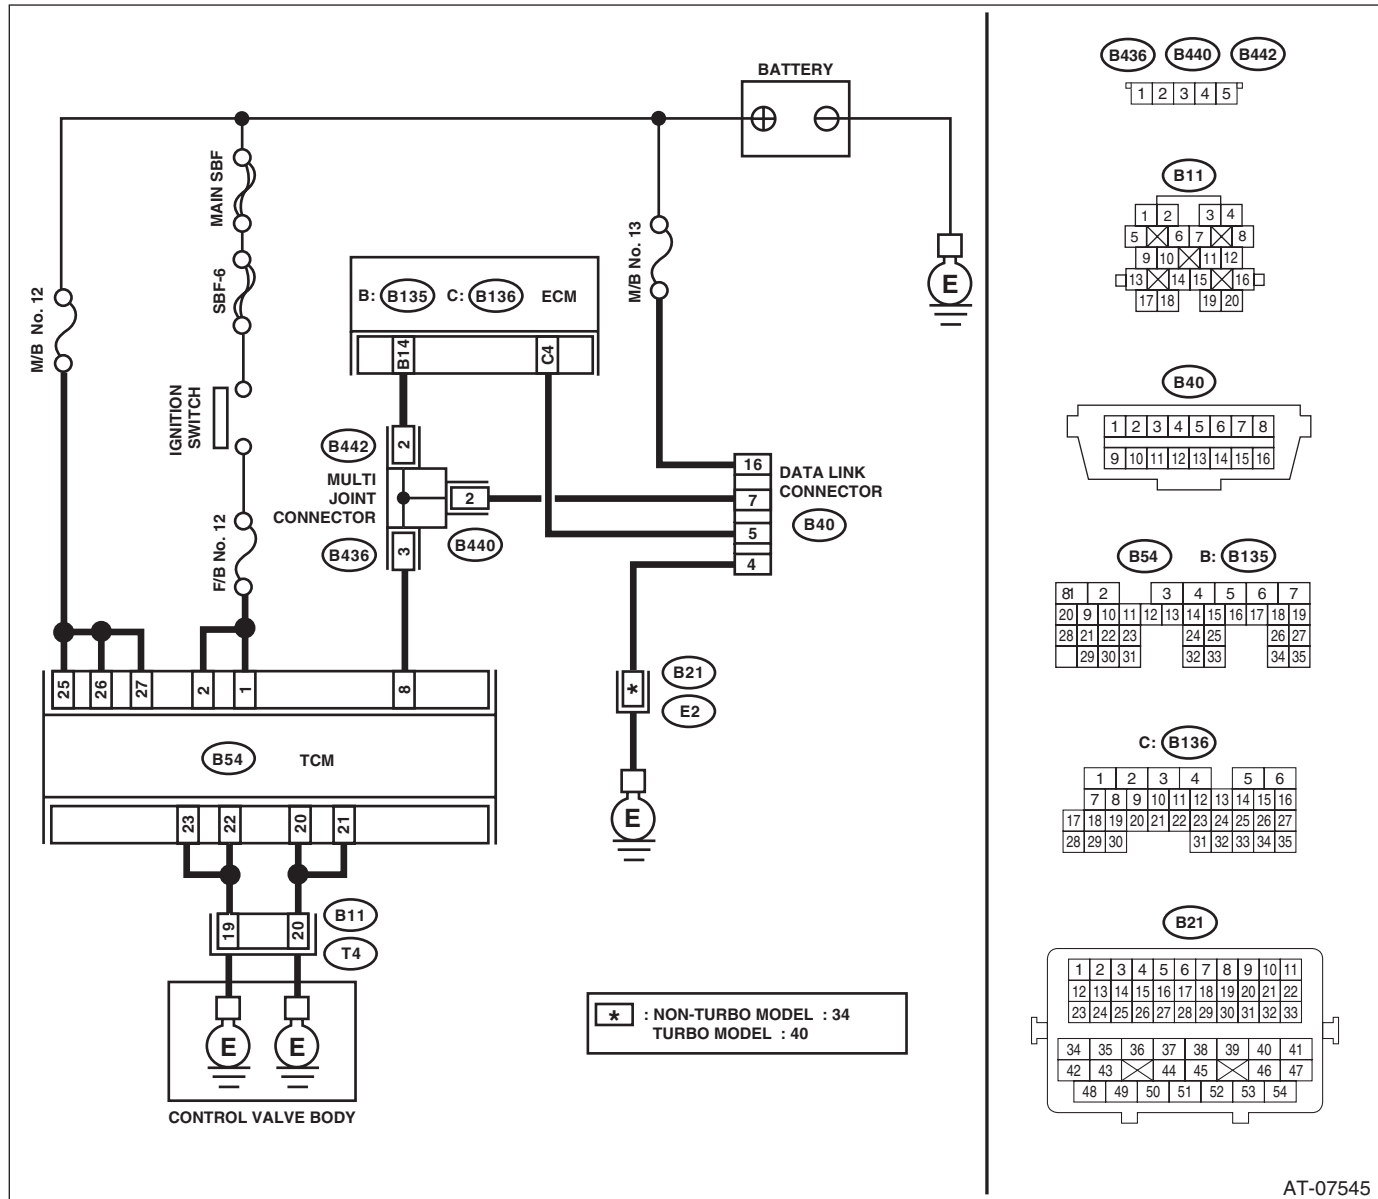 BATTERY
MAIN SBF
SBF-6
M/B No. 12
IGNITION
SWITCH
F/B No. 12
M/B No. 13
B: B135 C: B136 ECM
B14 C4
B442
2
MULTI
JOINT
CONNECTOR
2
B436
3
B440
16
7
5
4
DATA LINK
CONNECTOR
B40
E
25 26 27 2 1 8
B54 TCM
23 22 20 21
*
B21
E2
E
19 20
B11
T4
E E
CONTROL VALVE BODY
* : NON-TURBO MODEL : 34
TURBO MODEL : 40
B436 B440 B442
1 2 3 4 5
B11
1 2 3 4
5 6 7 8
9 10 11 12
13 14 15 16
17 18 19 20
B40
1 2 3 4 5 6 7 8
9 10 11 12 13 14 15 16
B54 B: B135
81 2 3 4 5 6 7
20 9 10 11 12 13 14 15 16 17 18 19
28 21 22 23 24 25 26 27
29 30 31 32 33 34 35
C: B136
1 2 3 4 5 6
7 8 9 10 11 12 13 14 15 16
17 18 19 20 21 22 23 24 25 26 27
28 29 30 31 32 33 34 35
B21
1 2 3 4 5 6 7 8 9 10 11
12 13 14 15 16 17 18 19 20 21 22
23 24 25 26 27 28 29 30 31 32 33
34 35 36 37 38 39 40 41
42 43 44 45 46 47
48 49 50 51 52 53 54
AT-07545